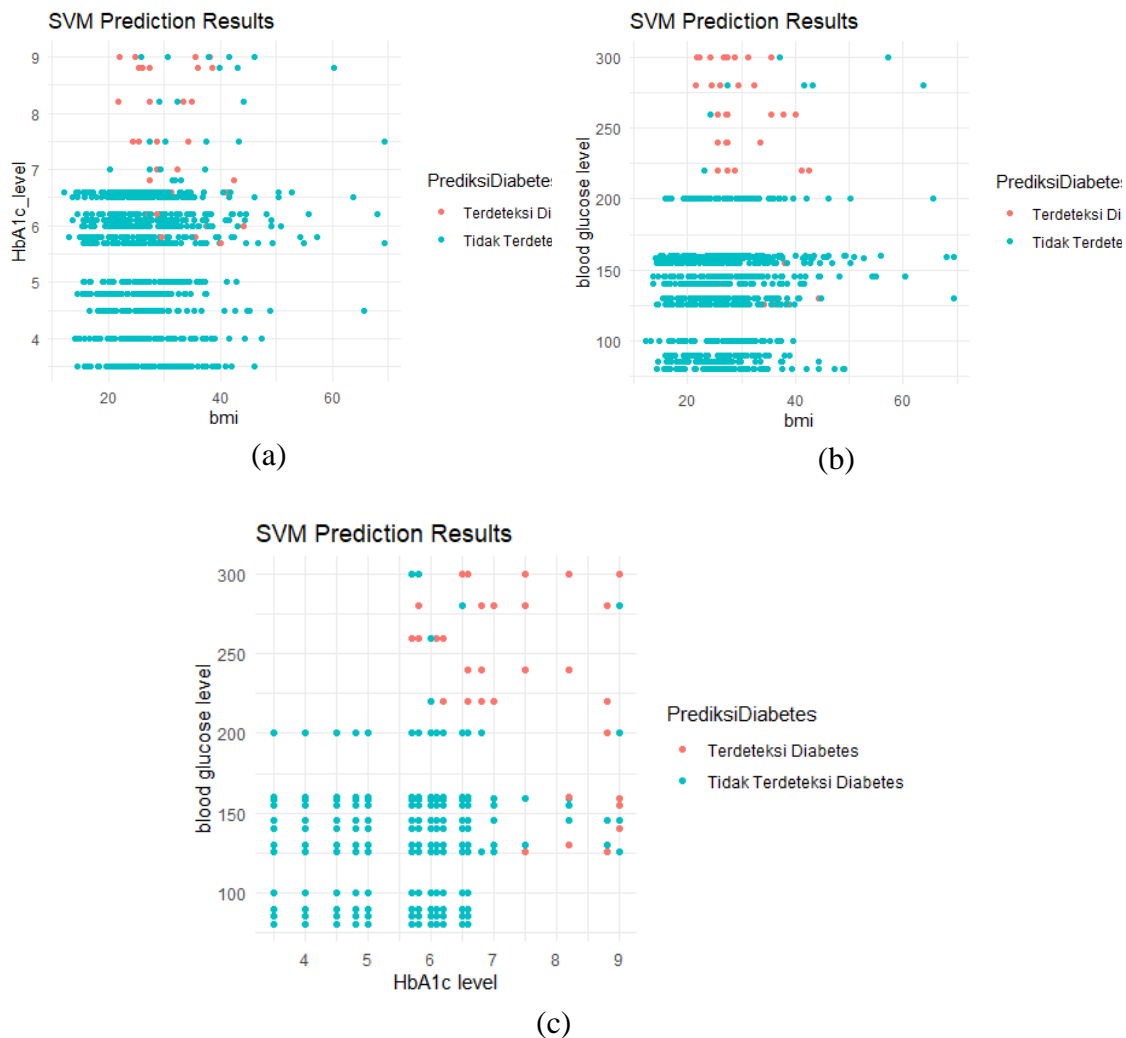 SVM Prediction Results
HbA1c_level
9
8
7
6
5
4
20 40 60
bmi
PrediksiDiabetes
Terdeteksi Di
Tidak Terdete
(a)
SVM Prediction Results
blood glucose level
300
250
200
150
100
20 40 60
bmi
PrediksiDiabetes
Terdeteksi Di
Tidak Terdete
(b)
SVM Prediction Results
blood glucose level
300
250
200
150
100
4 5 6 7 8 9
HbA1c level
PrediksiDiabetes
Terdeteksi Diabetes
Tidak Terdeteksi Diabetes
(c)